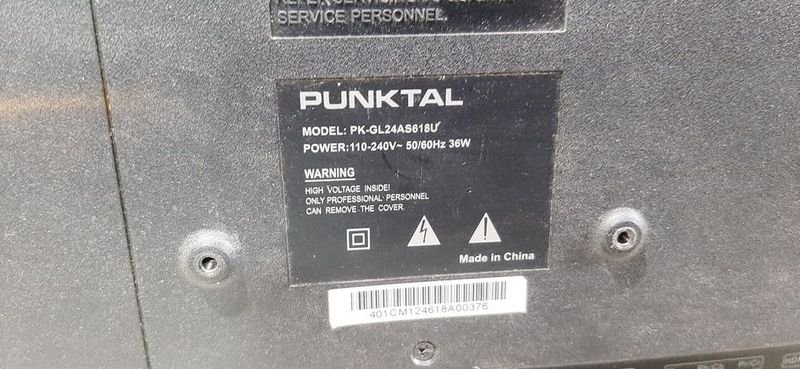 SERVICE PERSONNEL.
PUNKTAL
MODEL: PK-GL24AS618U
POWER:110-240V~ 50/60Hz 36W
WARNING
HIGH VOLTAGE INSIDE!
ONLY PROFESSIONAL PERSONNEL
CAN REMOVE THE COVER.
Made in China
401CM124618A00376